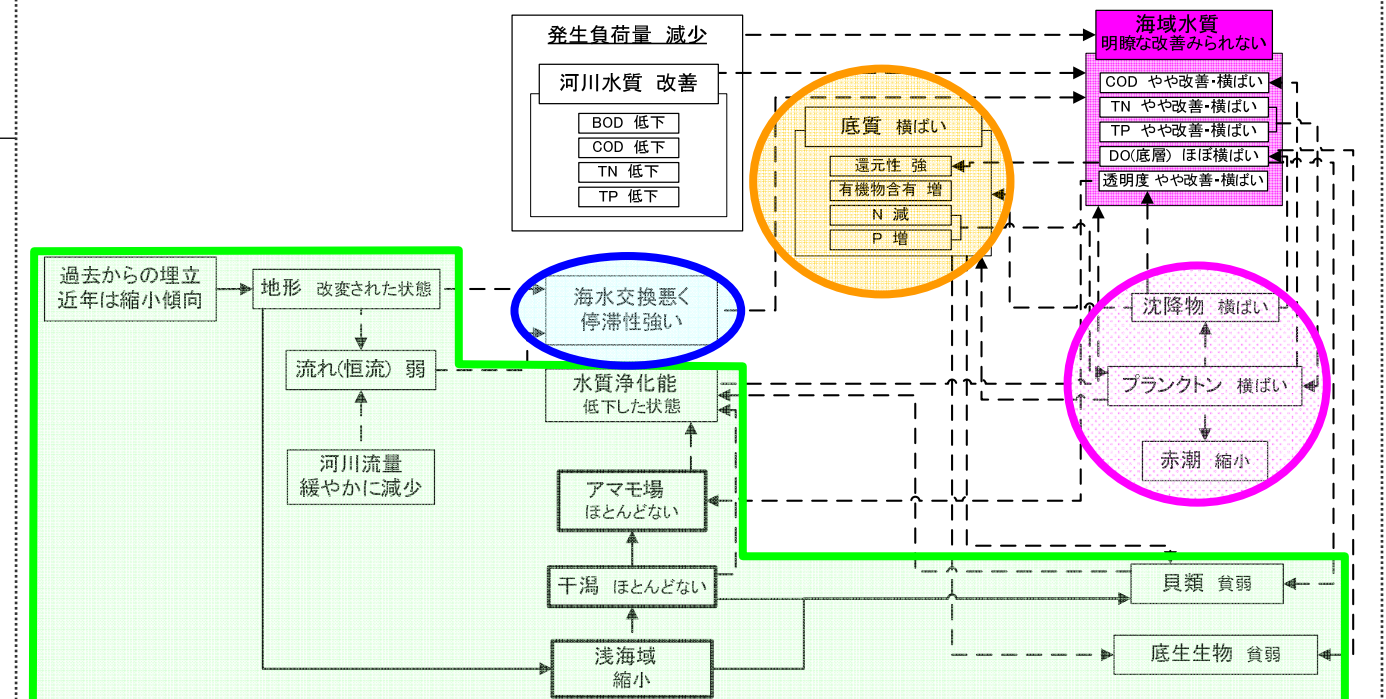 発生負荷量 減少
河川水質 改善
BOD 低下
COD 低下
TN 低下
TP 低下
海域水質
明瞭な改善みられない
COD やや改善・横ばい
TN やや改善・横ばい
TP やや改善・横ばい
DO(底層) ほぼ横ばい
透明度 やや改善・横ばい
底質 横ばい
還元性 強
有機物含有 増
N 減
P 増
過去からの埋立
近年は縮小傾向
地形 改変された状態
海水交換悪く
停滞性強い
流れ(恒流) 弱
水質浄化能
低下した状態
河川流量
緩やかに減少
沈降物 横ばい
プランクトン 横ばい
赤潮 縮小
アマモ場
ほとんどない
干潟 ほとんどない
浅海域
縮小
貝類 貧弱
底生生物 貧弱